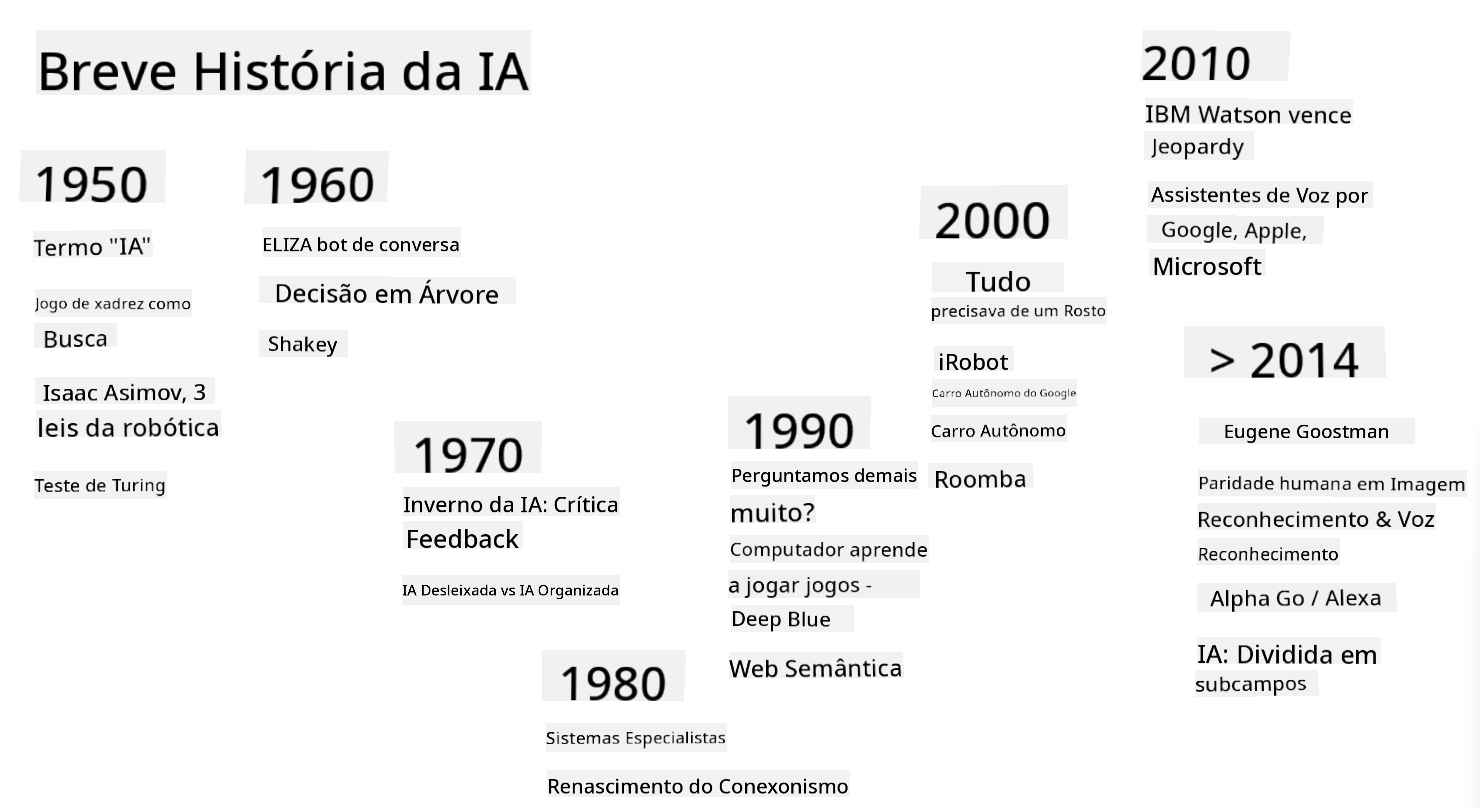 Breve História da IA
1950
Termo "IA"
Jogo de xadrez como
Busca
Isaac Asimov, 3
leis da robótica
Teste de Turing
1960
ELIZA bot de conversa
Decisão em Árvore
Shakey
1970
Inverno da IA: Crítica
Feedback
IA Desleixada vs IA Organizada
1980
Sistemas Especialistas
Renascimento do Conexonismo
1990
Perguntamos demais
muito?
Computador aprende
a jogar jogos -
Deep Blue
Web Semântica
2000
Tudo
precisava de um Rosto
iRobot
Carro Autônomo do Google
Carro Autônomo
Roomba
2010
IBM Watson vence
Jeopardy
Assistentes de Voz por
Google, Apple,
Microsoft
> 2014
Eugene Goostman
Paridade humana em Imagem
Reconhecimento & Voz
Reconhecimento
Alpha Go / Alexa
IA: Dividida em
subcampos